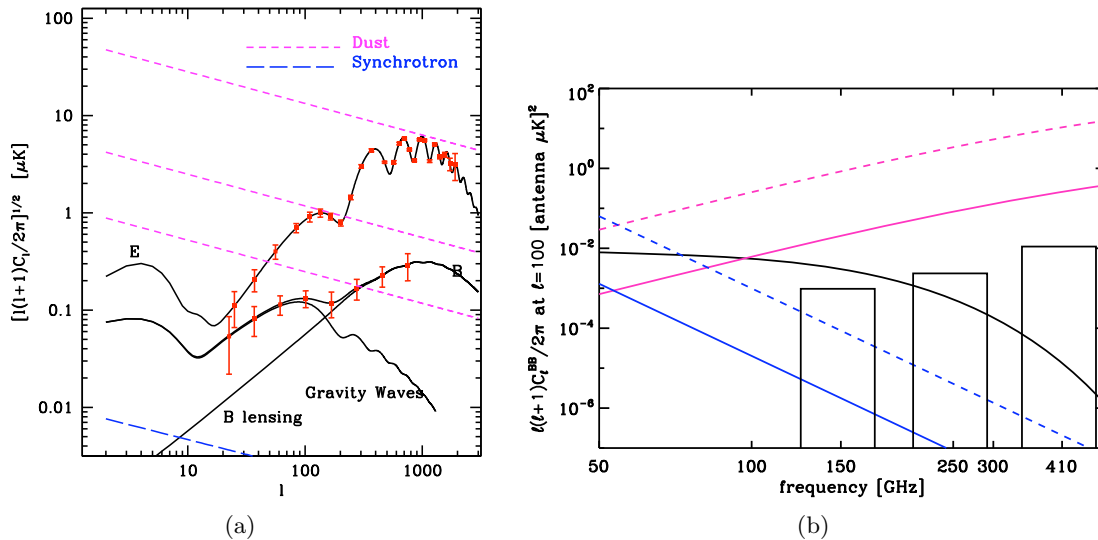 100
10
1
0.1
0.01
[l(l+1)C_l/2π]^{1/2} [μK]
Dust
Synchrotron
E
B
Gravity Waves
B lensing
10
100
1000
l
(a)
10^2
10^0
10^{-2}
10^{-4}
10^{-6}
ℓ(ℓ+1)C_ℓ^{BB}/2π at ℓ=100 [antenna μK]^2
50
100
150
250
300
410
frequency [GHz]
(b)